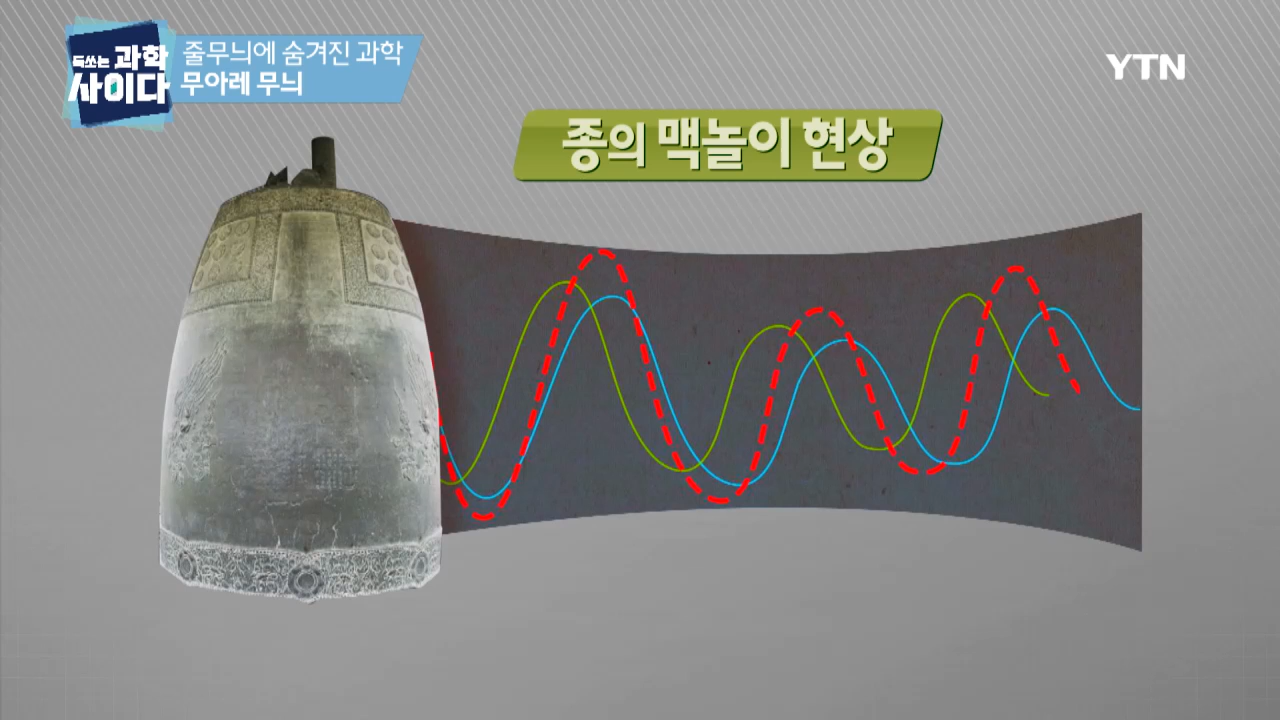 톡쏘는 과학
사이다
줄무늬에 숨겨진 과학
무아레 무늬
YTN
종의 맥놀이 현상